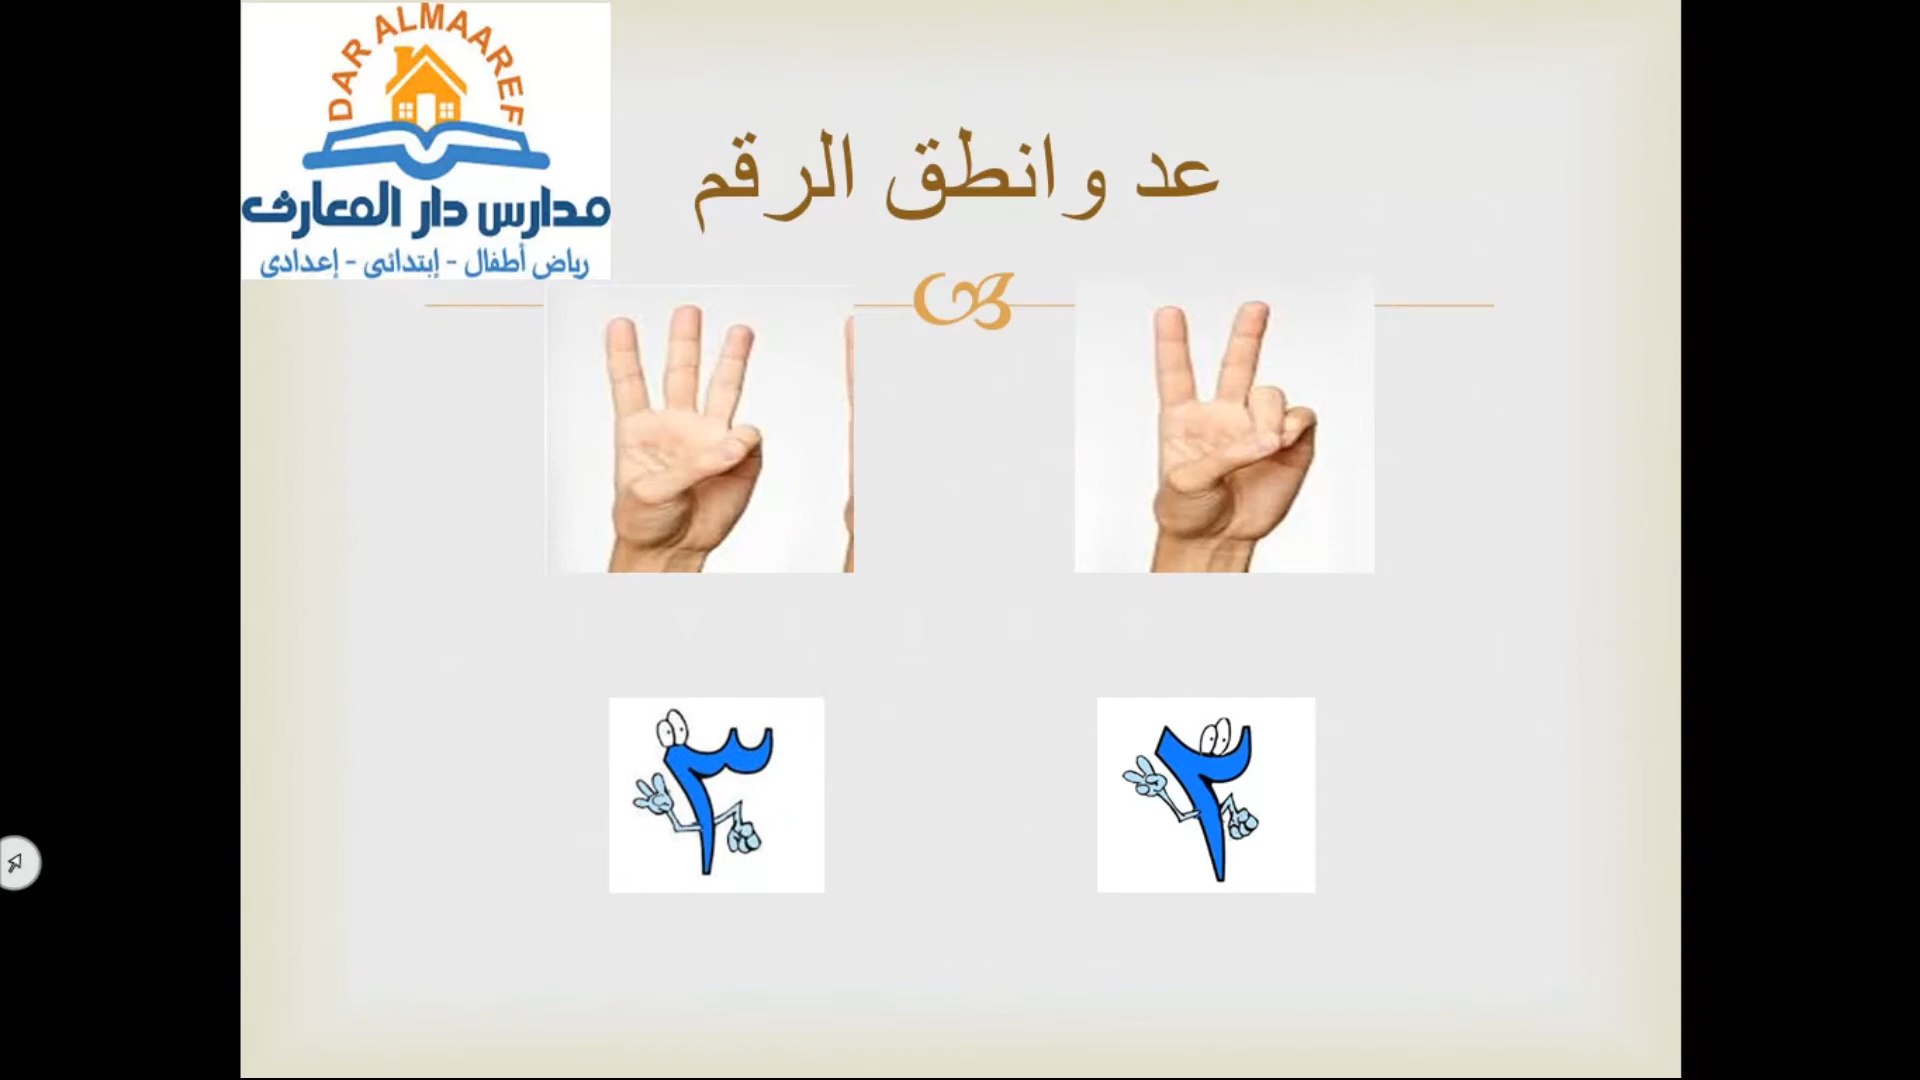 DAR ALMAAREF
مدارس دار المعارف
رياض أطفال - إبتدائى - إعدادى
عد وانطق الرقم
٢
٣